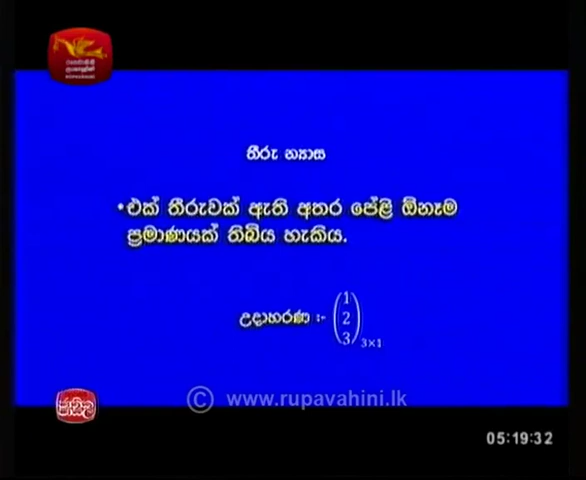 තීරු න්‍යාස
•එක් තීරුවක් ඇති අතර පේළි ඕනෑම
ප්‍රමාණයක් තිබිය හැකිය.
උදාහරණ :-
1
2
3
3×1
© www.rupavahini.lk
05:19:32